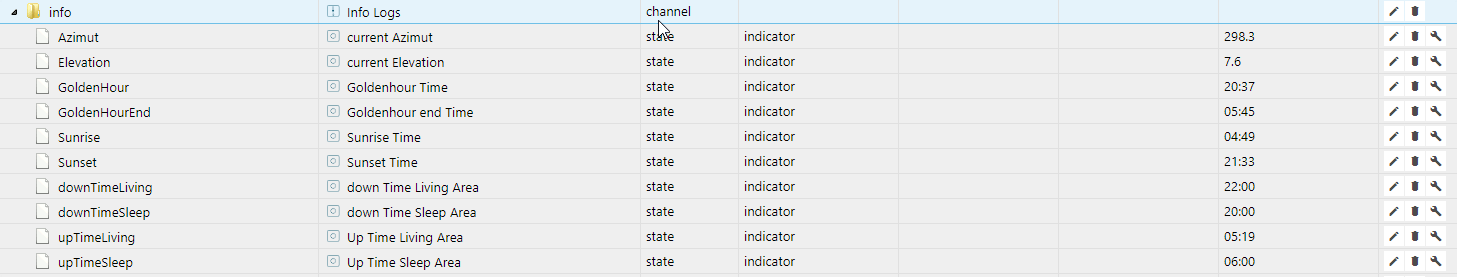 info Info Logs channel
Azimut current Azimut state indicator 298.3
Elevation current Elevation state indicator 7.6
GoldenHour Goldenhour Time state indicator 20:37
GoldenHourEnd Goldenhour end Time state indicator 05:45
Sunrise Sunrise Time state indicator 04:49
Sunset Sunset Time state indicator 21:33
downTimeLiving down Time Living Area state indicator 22:00
downTimeSleep down Time Sleep Area state indicator 20:00
upTimeLiving Up Time Living Area state indicator 05:19
upTimeSleep Up Time Sleep Area state indicator 06:00